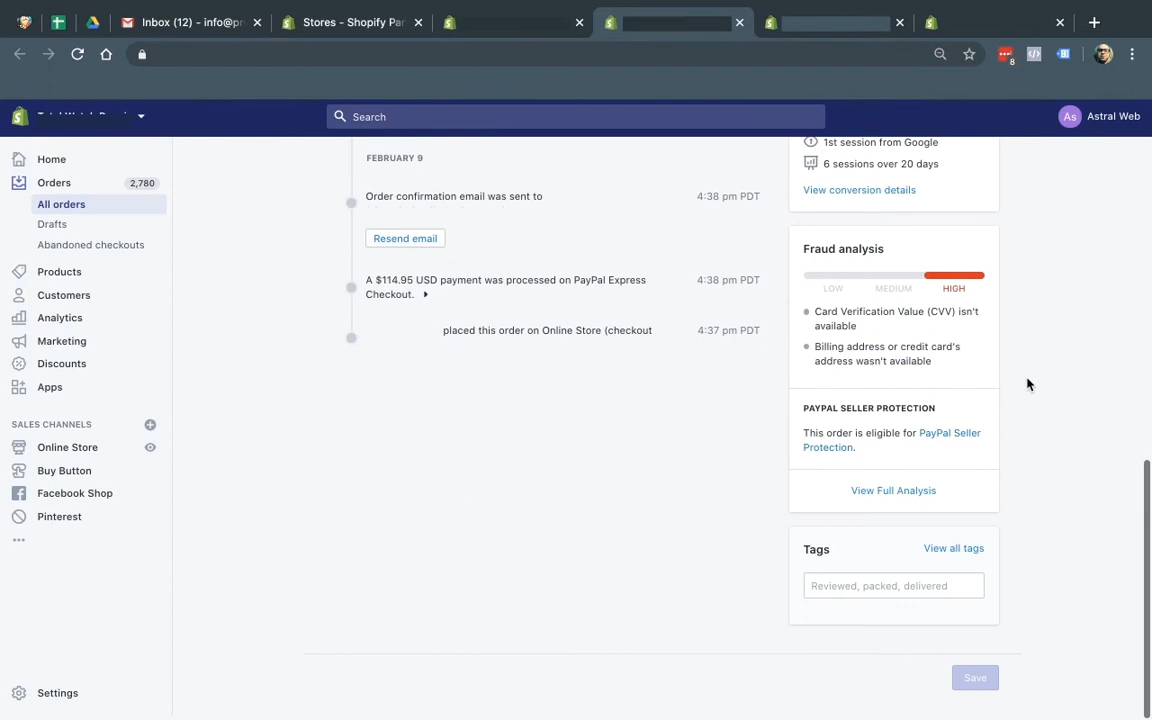 Inbox (12) - info@pr
Stores - Shopify Par
8
Search
Astral Web
As
Home
Orders 2,780
All orders
Drafts
Abandoned checkouts
Products
Customers
Analytics
Marketing
Discounts
Apps
SALES CHANNELS
Online Store
Buy Button
Facebook Shop
Pinterest
Settings
FEBRUARY 9
Order confirmation email was sent to 4:38 pm PDT
Resend email
A $114.95 USD payment was processed on PayPal Express 4:38 pm PDT
Checkout.
placed this order on Online Store (checkout 4:37 pm PDT
1st session from Google
6 sessions over 20 days
View conversion details
Fraud analysis
LOW MEDIUM HIGH
Card Verification Value (CVV) isn't
available
Billing address or credit card's
address wasn't available
PAYPAL SELLER PROTECTION
This order is eligible for PayPal Seller
Protection.
View Full Analysis
Tags View all tags
Reviewed, packed, delivered
Save